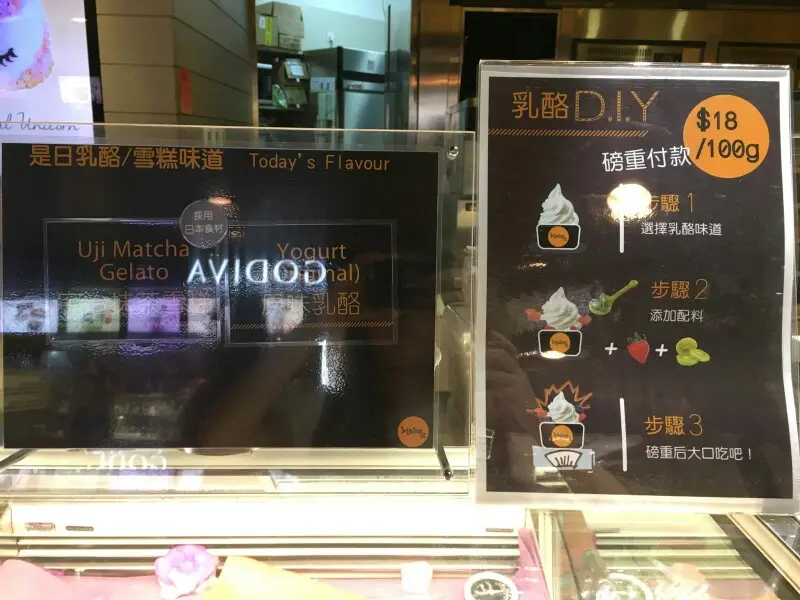 al Unicorn
是日乳酪/雪糕味道 Today's Flavour
採用
日本食材
Uji Matcha
Gelato
Yogurt
GODIVA
味乳酪
乳酪D.I.Y
$18
/100g
磅重付款
步驟1
選擇乳酪味道
步驟2
添加配料
+ +
步驟3
磅重后大口吃吧！